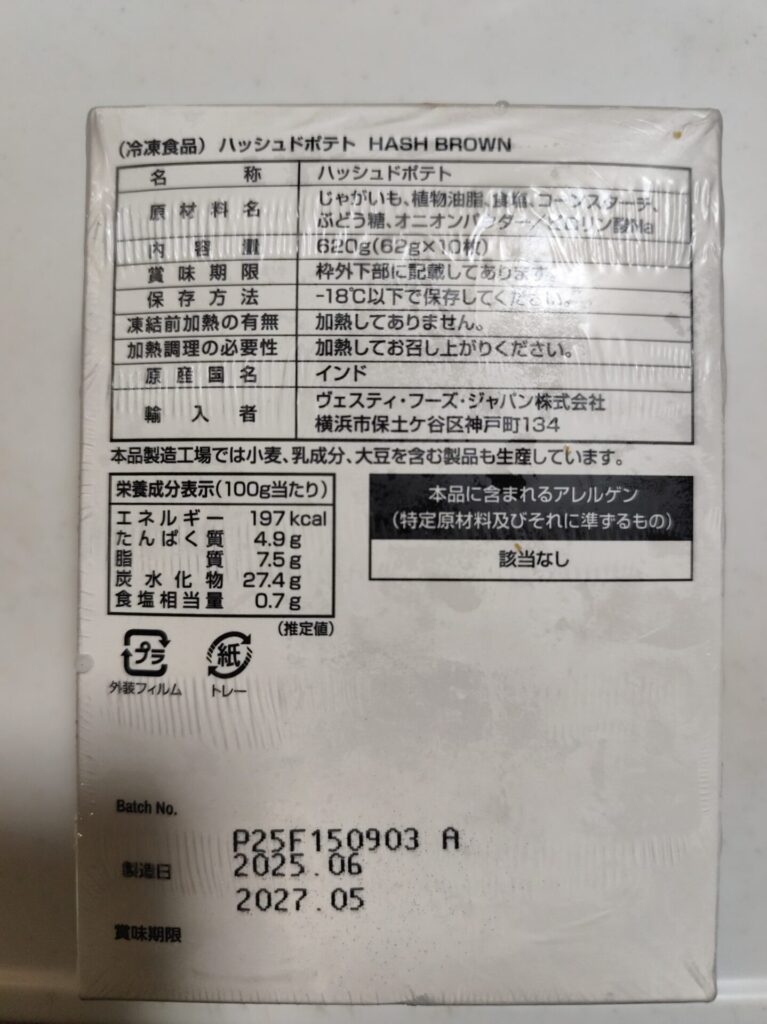 (冷凍食品) ハッシュドポテト HASH BROWN
名称 ハッシュドポテト
原材料名 じゃがいも、植物油脂、食塩、コーンスターチ、
ぶどう糖、オニオンパウダー/ピロリン酸Na
内容量 620g(62g×10枚)
賞味期限 枠外下部に記載してあります。
保存方法 -18℃以下で保存してください。
凍結前加熱の有無 加熱してありません。
加熱調理の必要性 加熱してお召し上がりください。
原産国名 インド
輸入者 ヴェスティ・フーズ・ジャパン株式会社
横浜市保土ケ谷区神戸町134
本品製造工場では小麦、乳成分、大豆を含む製品も生産しています。
栄養成分表示(100g当たり)
エネルギー 197kcal
たんぱく質 4.9g
脂質 7.5g
炭水化物 27.4g
食塩相当量 0.7g
(推定値)
本品に含まれるアレルゲン
(特定原材料及びそれに準ずるもの)
該当なし
プラ
外装フィルム
紙
トレー
Batch No.
P25F150903 A
製造日 2025.06
2027.05
賞味期限